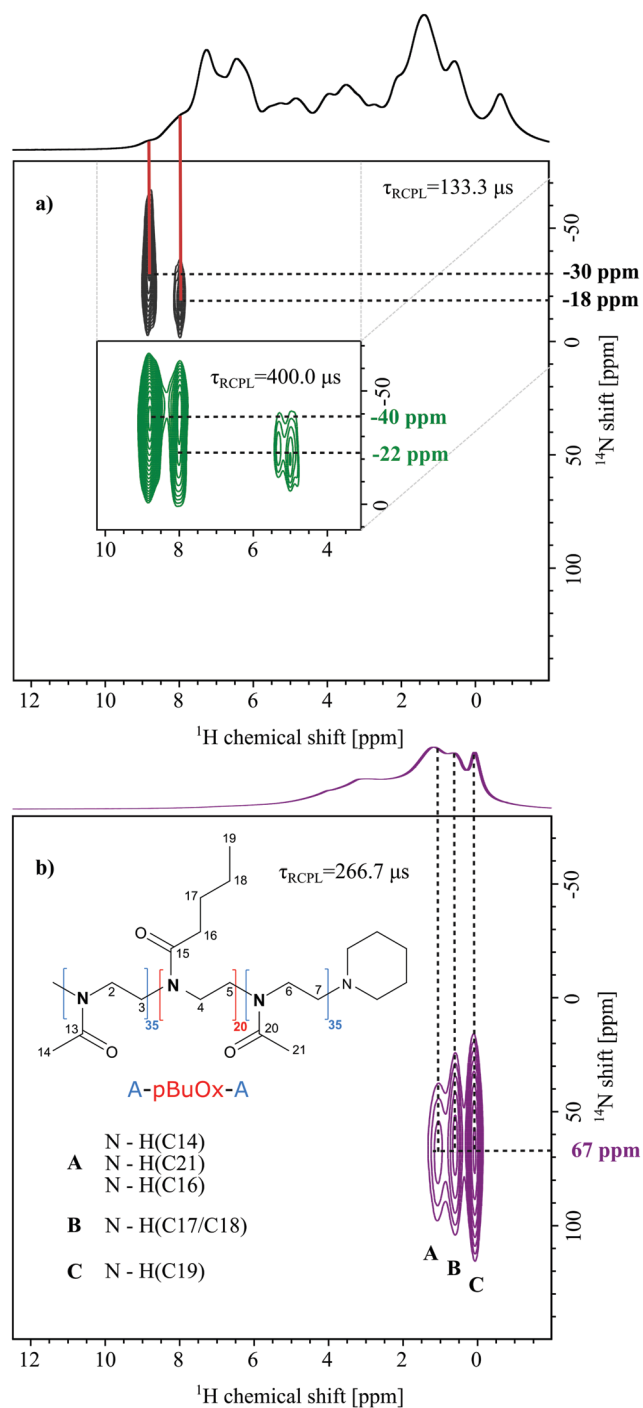 a)
τRCPL=133.3 µs
-50
-30 ppm
-18 ppm
0
τRCPL=400.0 µs
-50
-40 ppm
-22 ppm
50
0
10
8
6
4
100
¹⁴N shift [ppm]
12
10
8
6
4
2
0
¹H chemical shift [ppm]
b)
τRCPL=266.7 µs
-50
19
18
17
16
O
15
N
N
N
N
2
3
4
5
6
7
35
20
35
0
13
14
O
20
21
O
A-pBuOx-A
50
67 ppm
100
¹⁴N shift [ppm]
N - H(C14)
A N - H(C21)
N - H(C16)
B N - H(C17/C18)
C N - H(C19)
A
B
C
12
10
8
6
4
2
0
¹H chemical shift [ppm]